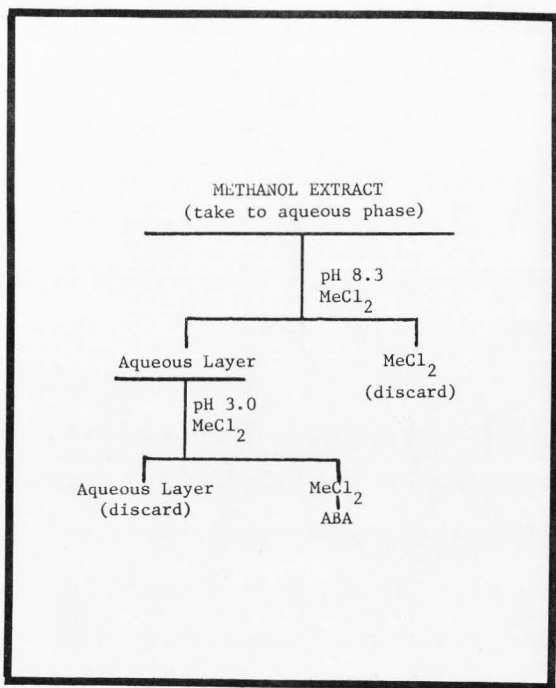 METHANOL EXTRACT
(take to aqueous phase)
pH 8.3
MeCl2
Aqueous Layer
MeCl2
(discard)
pH 3.0
MeCl2
Aqueous Layer
(discard)
MeCl2
ABA